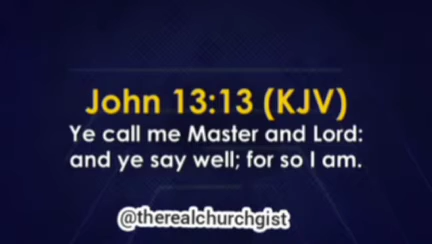 John 13:13 (KJV)
Ye call me Master and Lord:
and ye say well; for so I am.
@therealchurchgist